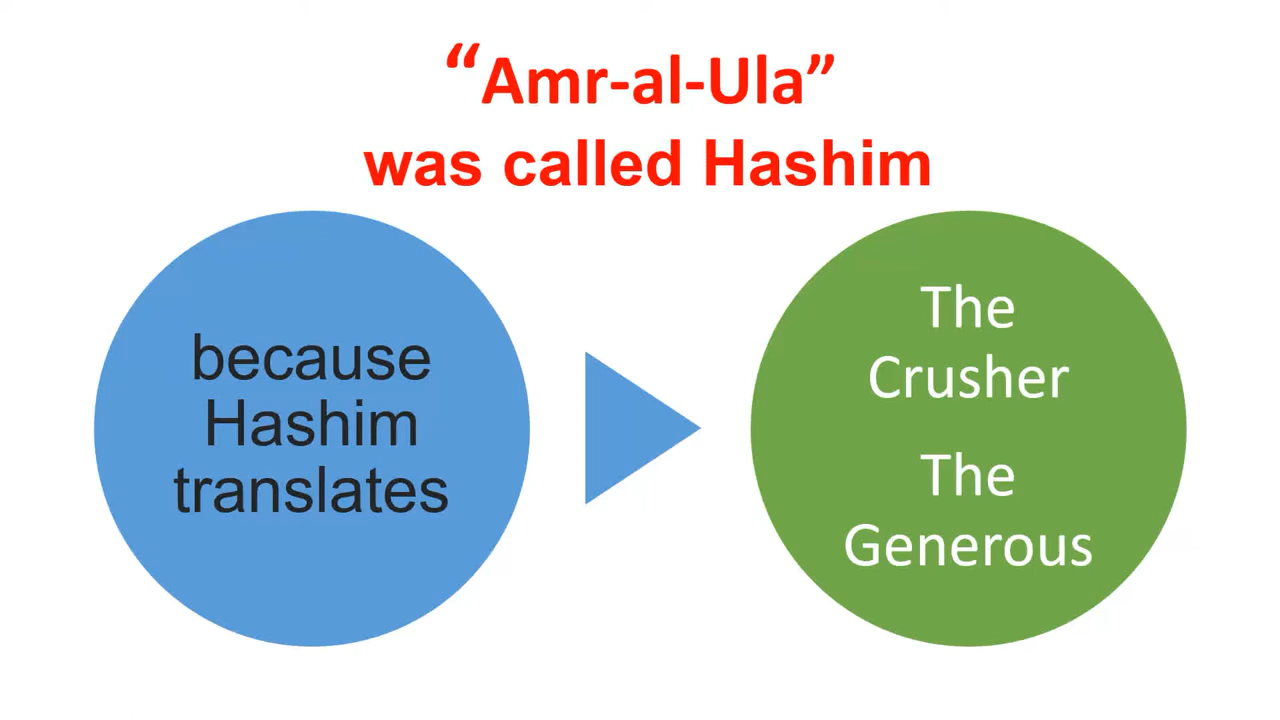 “Amr-al-Ula”
was called Hashim
because
Hashim
translates
The
Crusher
The
Generous